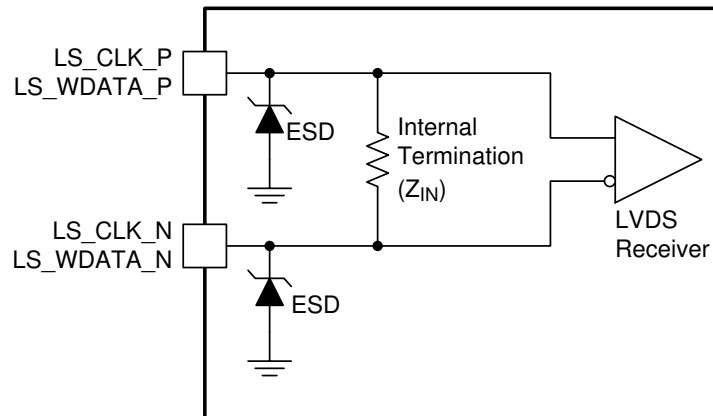 LS_CLK_P
LS_WDATA_P
ESD
Internal
Termination
(ZIN)
LS_CLK_N
LS_WDATA_N
ESD
LVDS
Receiver